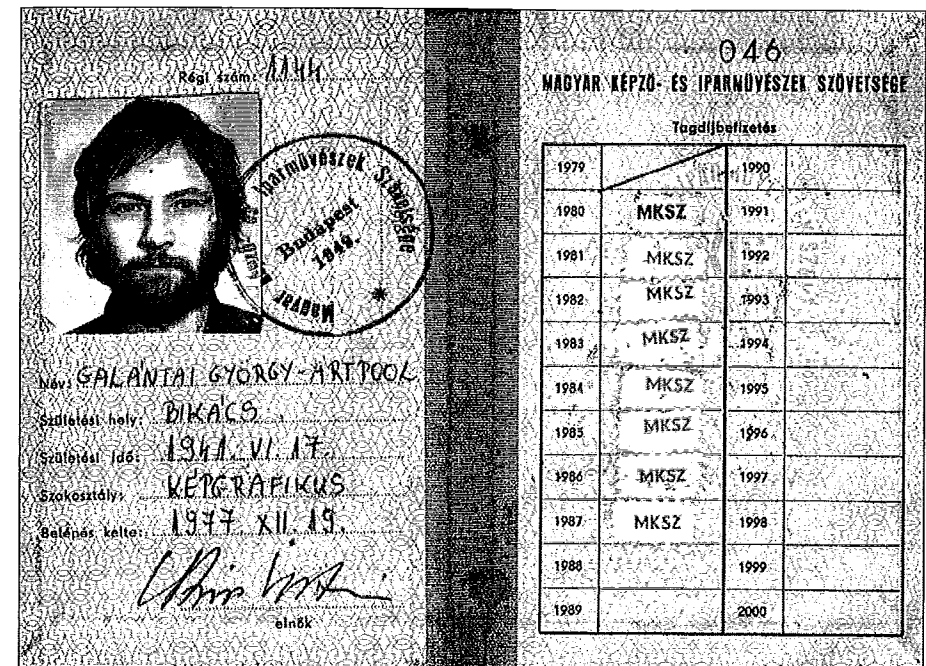 Régi szám: 1144
Iparművészek Szövetsége
Budapest
1949.
Magyar
Név: GALÁNTAI GYÖRGY-ARTPOOL
Születési hely: BIKÁCS
Születési idő: 1941. VI. 17.
Szakosztály: KÉPGRAFIKUS
Belépés kelte: 1977. XII. 19.
elnök
046
MAGYAR KÉPZŐ- ÉS IPARMŰVÉSZEK SZÖVETSÉGE
Tagdíjbefizetés
1979 1990
1980 MKSZ 1991
1981 MKSZ 1992
1982 MKSZ 1993
1983 MKSZ 1994
1984 MKSZ 1995
1985 MKSZ 1996
1986 MKSZ 1997
1987 MKSZ 1998
1988 1999
1989 2000